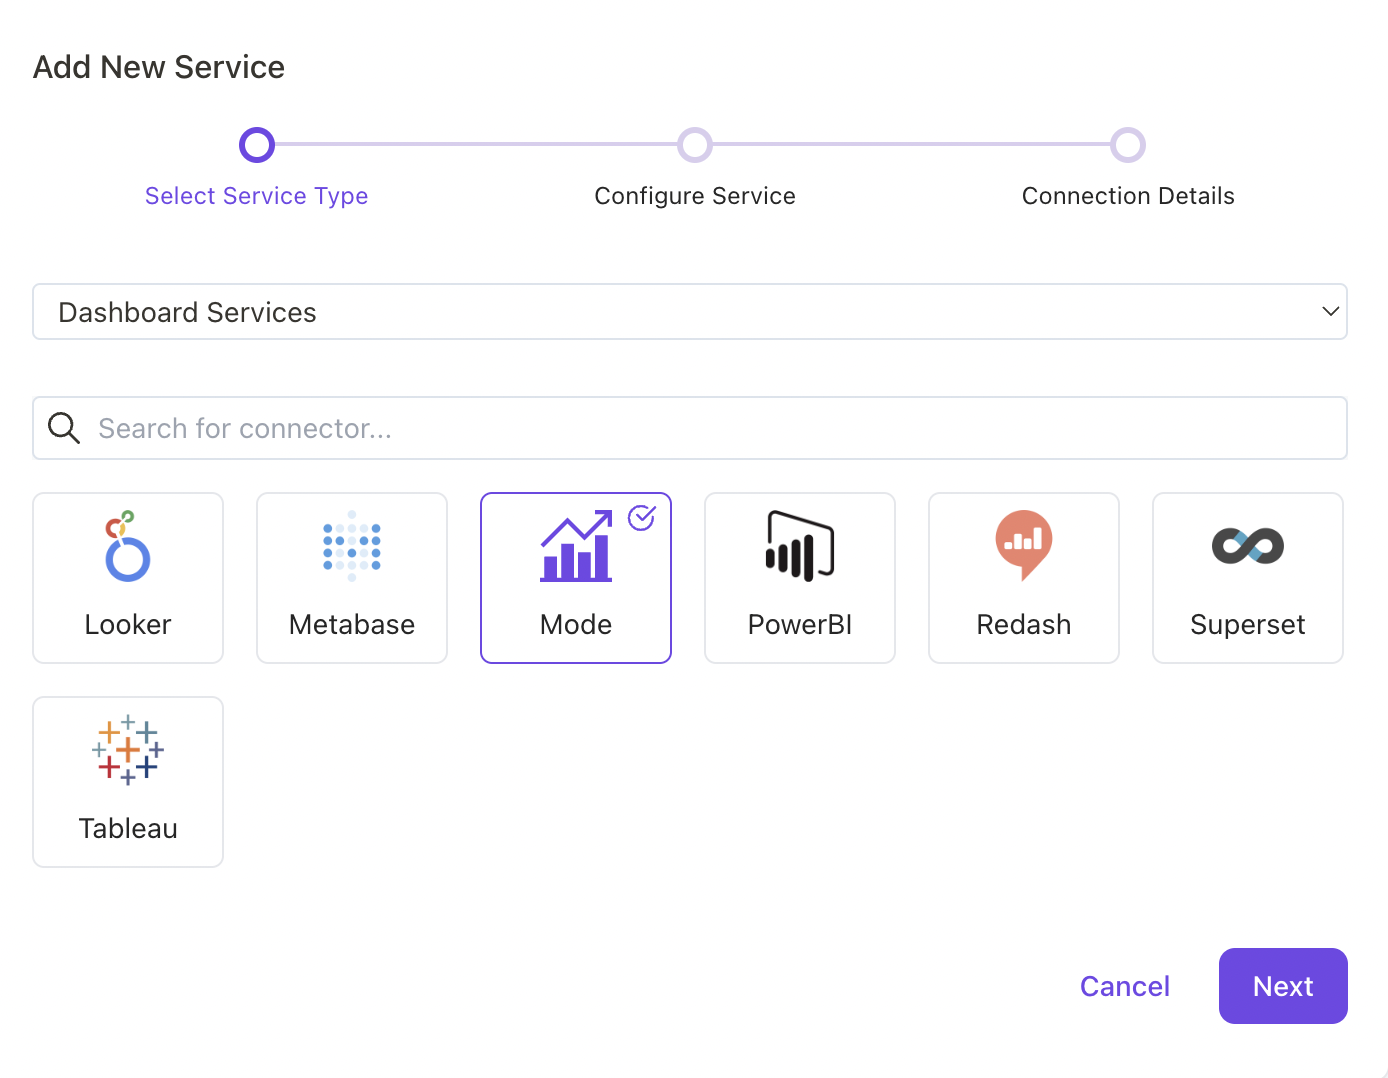 Add New Service
Select Service Type
Configure Service
Connection Details
Dashboard Services
Search for connector...
Looker
Metabase
Mode
PowerBI
Redash
Superset
Tableau
Cancel
Next